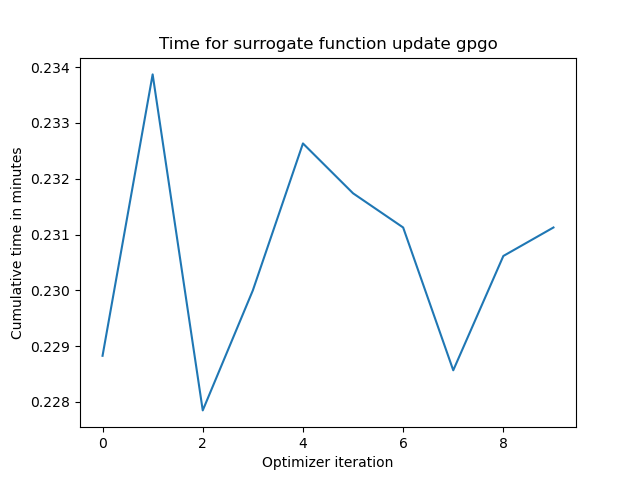 Time for surrogate function update gpgo
Cumulative time in minutes
0.234
0.233
0.232
0.231
0.230
0.229
0.228
0 2 4 6 8
Optimizer iteration